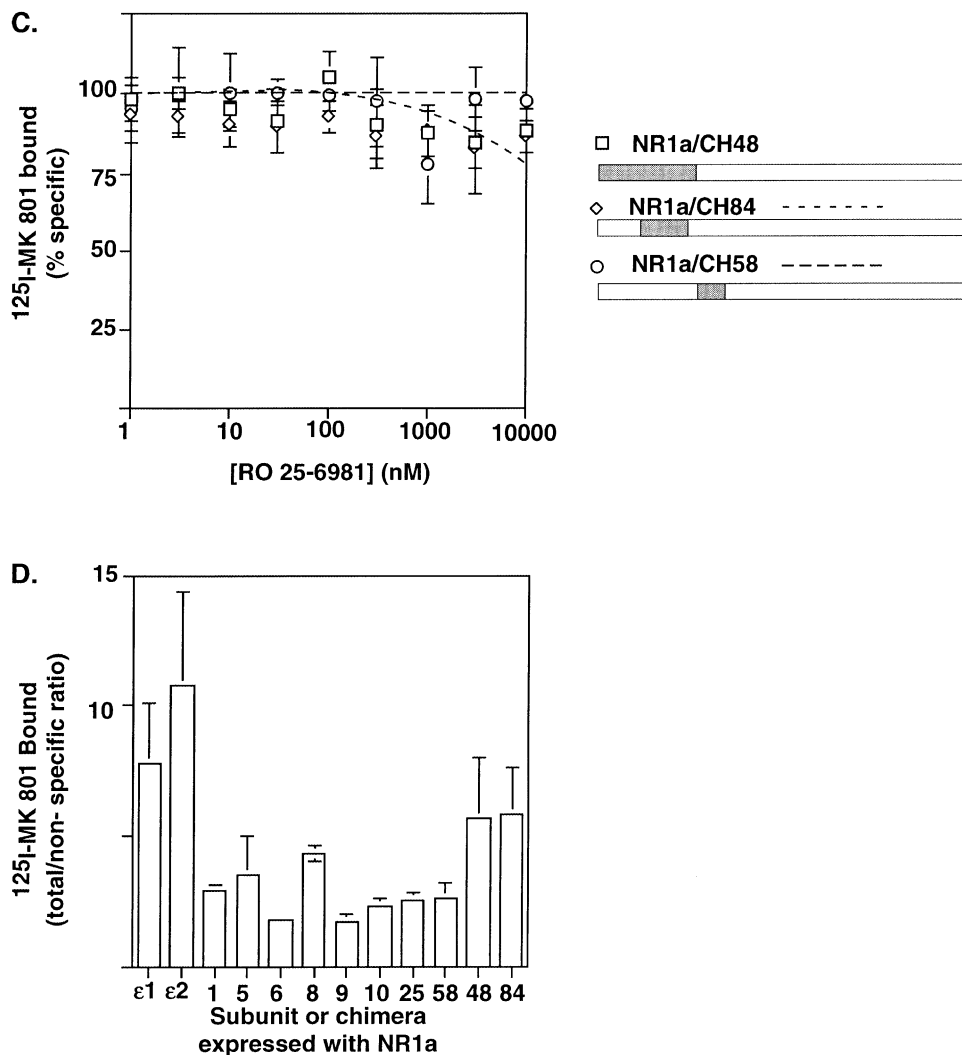 C.
100
75
50
25
125I-MK 801 bound
(% specific)
1
10
100
1000
10000
[RO 25-6981] (nM)
NR1a/CH48
NR1a/CH84
NR1a/CH58
D.
15
10
125I-MK 801 Bound
(total/non- specific ratio)
ε1 ε2 1 5 6 8 9 10 25 58 48 84
Subunit or chimera
expressed with NR1a